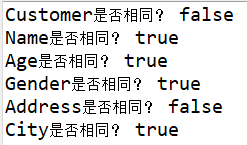 Customer是否相同? false
Name是否相同? true
Age是否相同? true
Gender是否相同? true
Address是否相同? false
City是否相同? true